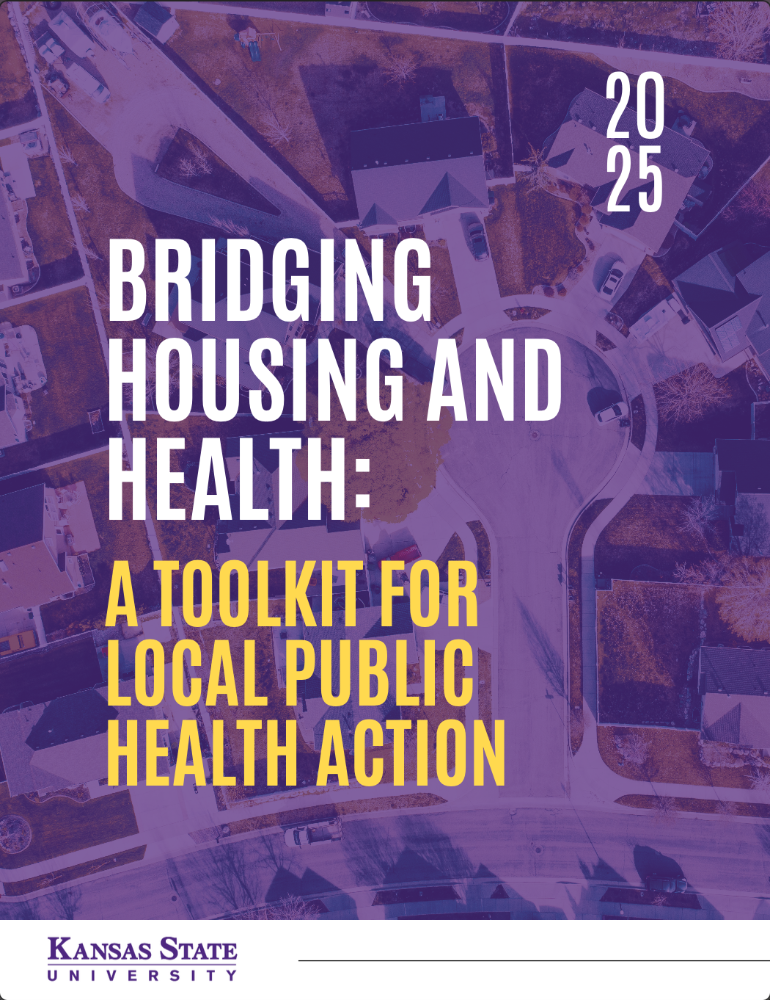 20
25
BRIDGING
HOUSING AND
HEALTH:
A TOOLKIT FOR
LOCAL PUBLIC
HEALTH ACTION
KANSAS STATE
UNIVERSITY